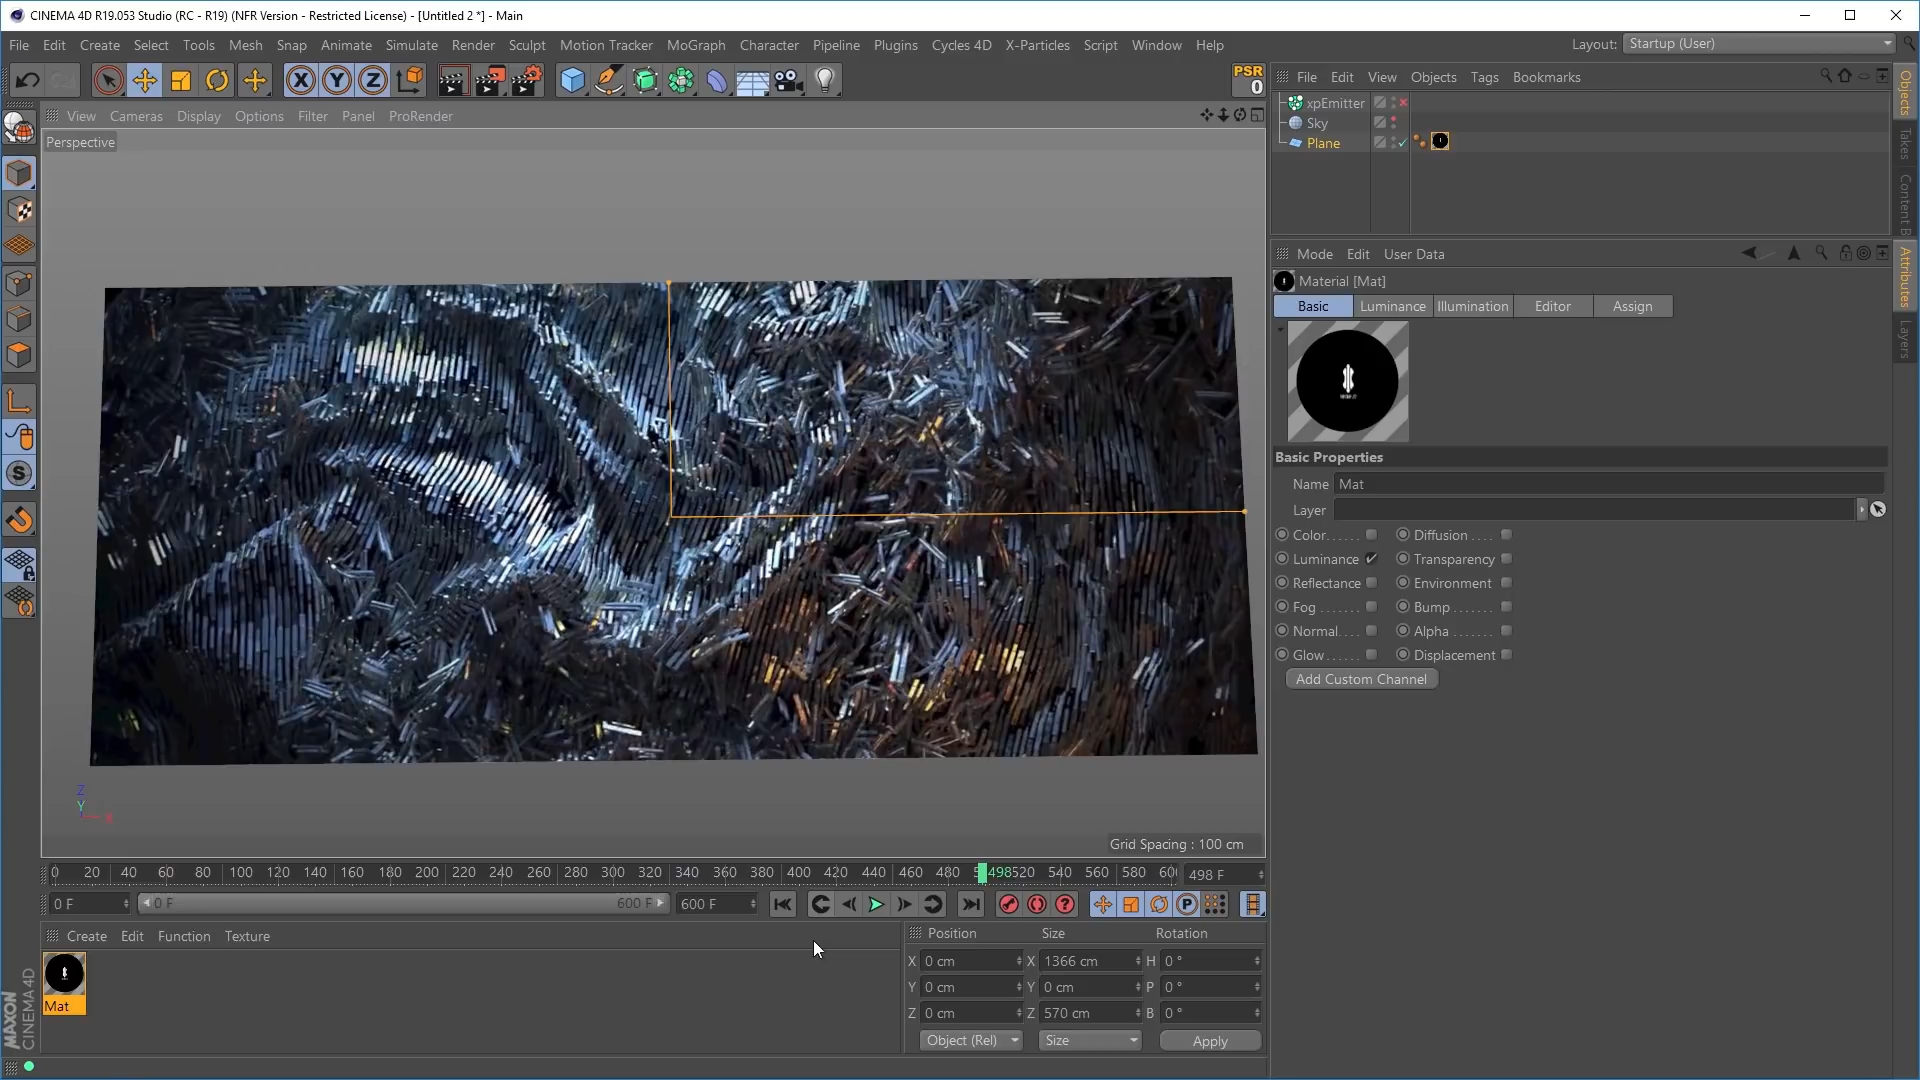 CINEMA 4D R19.053 Studio (RC - R19) (NFR Version - Restricted License) - [Untitled 2 *] - Main
File Edit Create Select Tools Mesh Snap Animate Simulate Render Sculpt Motion Tracker MoGraph Character Pipeline Plugins Cycles 4D X-Particles Script Window Help Layout: Startup (User)
PSR
0
X Y Z
View Cameras Display Options Filter Panel ProRender
Perspective
File Edit View Objects Tags Bookmarks
xpEmitter
Sky
Plane
Objects
Takes
Content B
Attributes
Layers
Mode Edit User Data
Material [Mat]
Basic Luminance Illumination Editor Assign
Basic Properties
Name Mat
Layer
Color...... Diffusion ....
Luminance Transparency
Reflectance Environment
Fog ....... Bump .......
Normal.... Alpha .......
Glow...... Displacement
Add Custom Channel
Z
Y
X
Grid Spacing : 100 cm
0 20 40 60 80 100 120 140 160 180 200 220 240 260 280 300 320 340 360 380 400 420 440 460 480 498 520 540 560 580 498 F
0 F 0 F 600 F 600 F
Create Edit Function Texture
Mat
MAXON
CINEMA 4D
Position Size Rotation
X 0 cm X 1366 cm H 0 °
Y 0 cm Y 0 cm P 0 °
Z 0 cm Z 570 cm B 0 °
Object (Rel) Size Apply